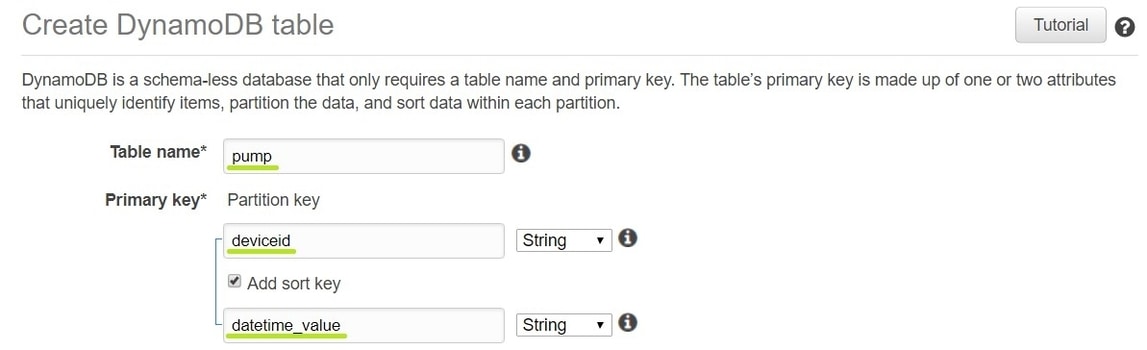 Create DynamoDB table
Tutorial
DynamoDB is a schema-less database that only requires a table name and primary key. The table's primary key is made up of one or two attributes
that uniquely identify items, partition the data, and sort data within each partition.
Table name* pump
Primary key* Partition key
deviceid String
Add sort key
datetime_value String